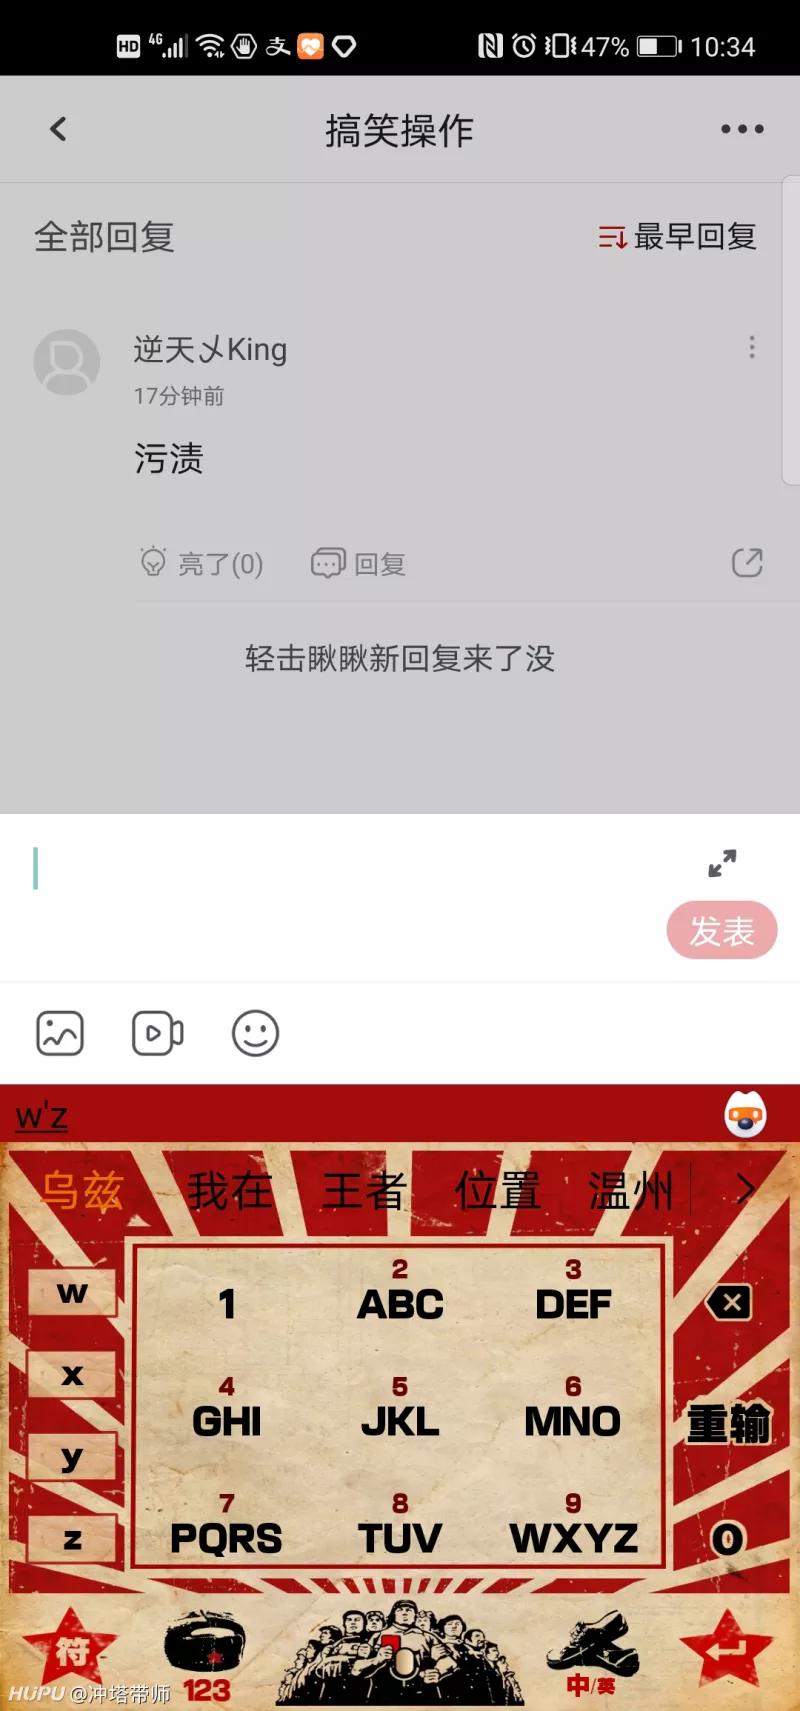 HD 4G 支 47% 10:34
搞笑操作
全部回复 最早回复
逆天乄King
17分钟前
污渍
亮了(0) 回复
轻击瞅瞅新回复来了没
发表
w'z
乌兹 我在 王者 位置 温州
w 1 2 ABC 3 DEF
x 4 GHI 5 JKL 6 MNO 重输
y
z 7 PQRS 8 TUV 9 WXYZ 0
符 123 中/英
HUPU @冲塔带师